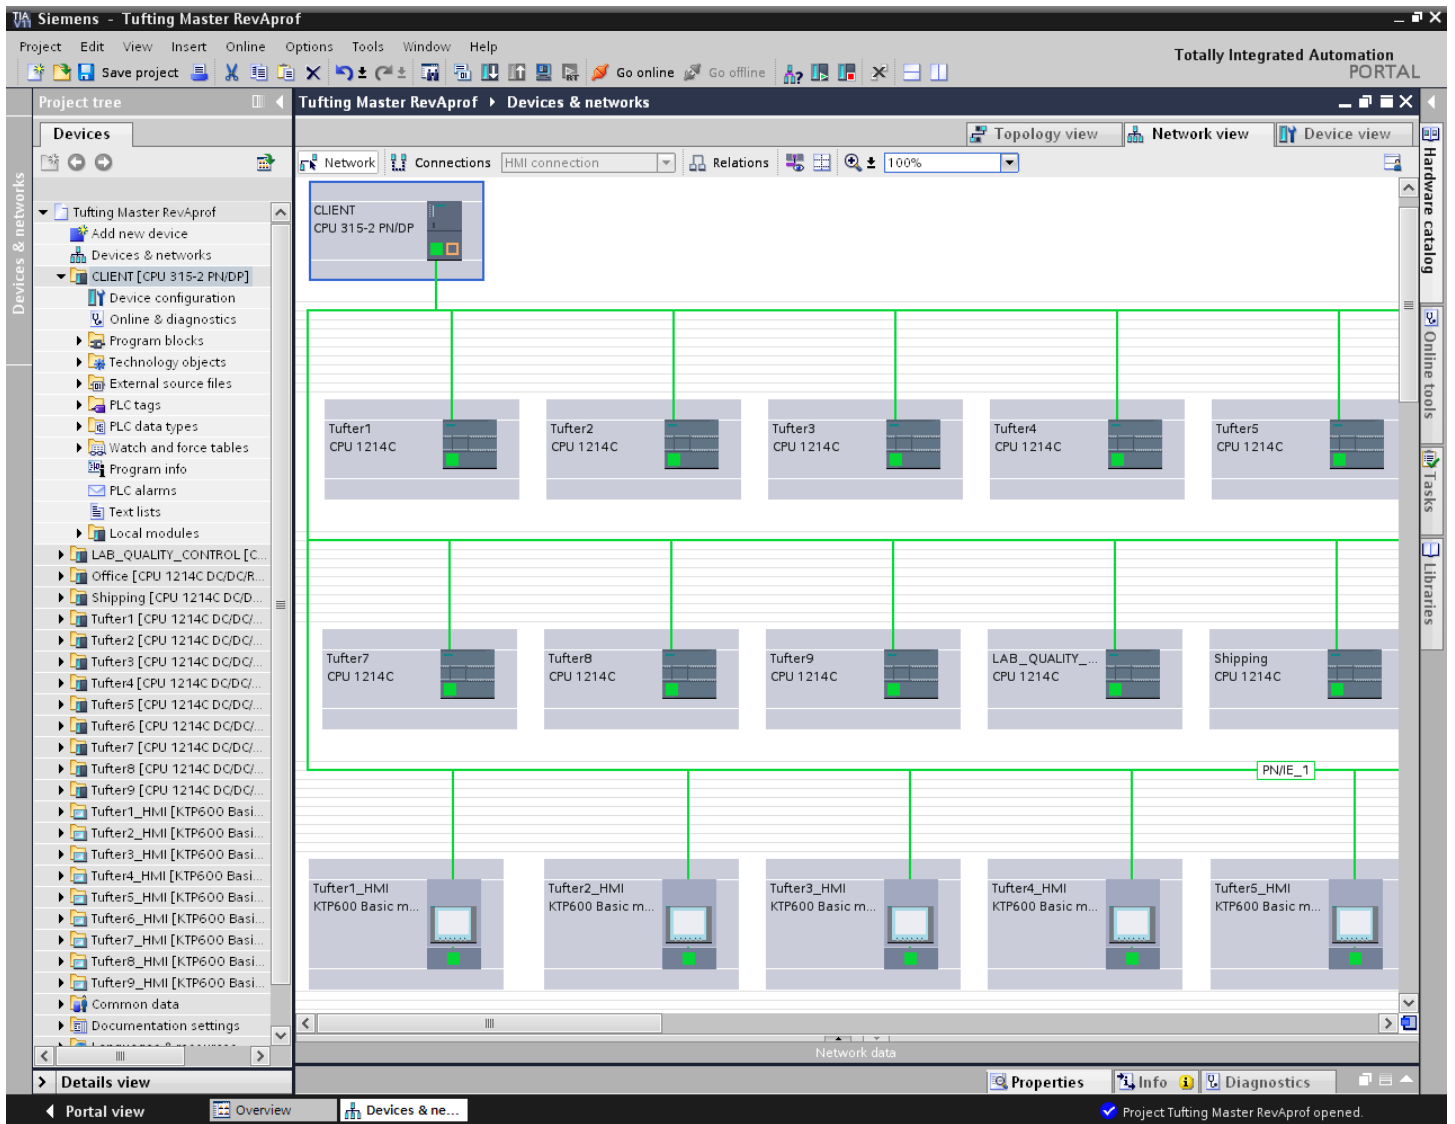 Siemens - Tufting Master RevAprof
Project Edit View Insert Online Options Tools Window Help
Totally Integrated Automation
PORTAL
Save project
Go online
Go offline
Project tree
Tufting Master RevAprof
Devices & networks
Devices
Topology view
Network view
Device view
Network
Connections
HMI connection
Relations
100%
Devices & networks
Tufting Master RevAprof
Add new device
Devices & networks
CLIENT [CPU 315-2 PN/DP]
Device configuration
Online & diagnostics
Program blocks
Technology objects
External source files
PLC tags
PLC data types
Watch and force tables
Program info
PLC alarms
Text lists
Local modules
LAB_QUALITY_CONTROL [C...
Office [CPU 1214C DC/DC/R...
Shipping [CPU 1214C DC/D...
Tufter1 [CPU 1214C DC/DC/...
Tufter2 [CPU 1214C DC/DC/...
Tufter3 [CPU 1214C DC/DC/...
Tufter4 [CPU 1214C DC/DC/...
Tufter5 [CPU 1214C DC/DC/...
Tufter6 [CPU 1214C DC/DC/...
Tufter7 [CPU 1214C DC/DC/...
Tufter8 [CPU 1214C DC/DC/...
Tufter9 [CPU 1214C DC/DC/...
Tufter1_HMI [KTP600 Basi...
Tufter2_HMI [KTP600 Basi...
Tufter3_HMI [KTP600 Basi...
Tufter4_HMI [KTP600 Basi...
Tufter5_HMI [KTP600 Basi...
Tufter6_HMI [KTP600 Basi...
Tufter7_HMI [KTP600 Basi...
Tufter8_HMI [KTP600 Basi...
Tufter9_HMI [KTP600 Basi...
Common data
Documentation settings
Details view
CLIENT
CPU 315-2 PN/DP
Tufter1
CPU 1214C
Tufter2
CPU 1214C
Tufter3
CPU 1214C
Tufter4
CPU 1214C
Tufter5
CPU 1214C
Tufter7
CPU 1214C
Tufter8
CPU 1214C
Tufter9
CPU 1214C
LAB_QUALITY_...
CPU 1214C
Shipping
CPU 1214C
PN/IE_1
Tufter1_HMI
KTP600 Basic m...
Tufter2_HMI
KTP600 Basic m...
Tufter3_HMI
KTP600 Basic m...
Tufter4_HMI
KTP600 Basic m...
Tufter5_HMI
KTP600 Basic m...
Network data
Hardware catalog
Online tools
Tasks
Libraries
Properties
Info
Diagnostics
Portal view
Overview
Devices & ne...
Project Tufting Master RevAprof opened.